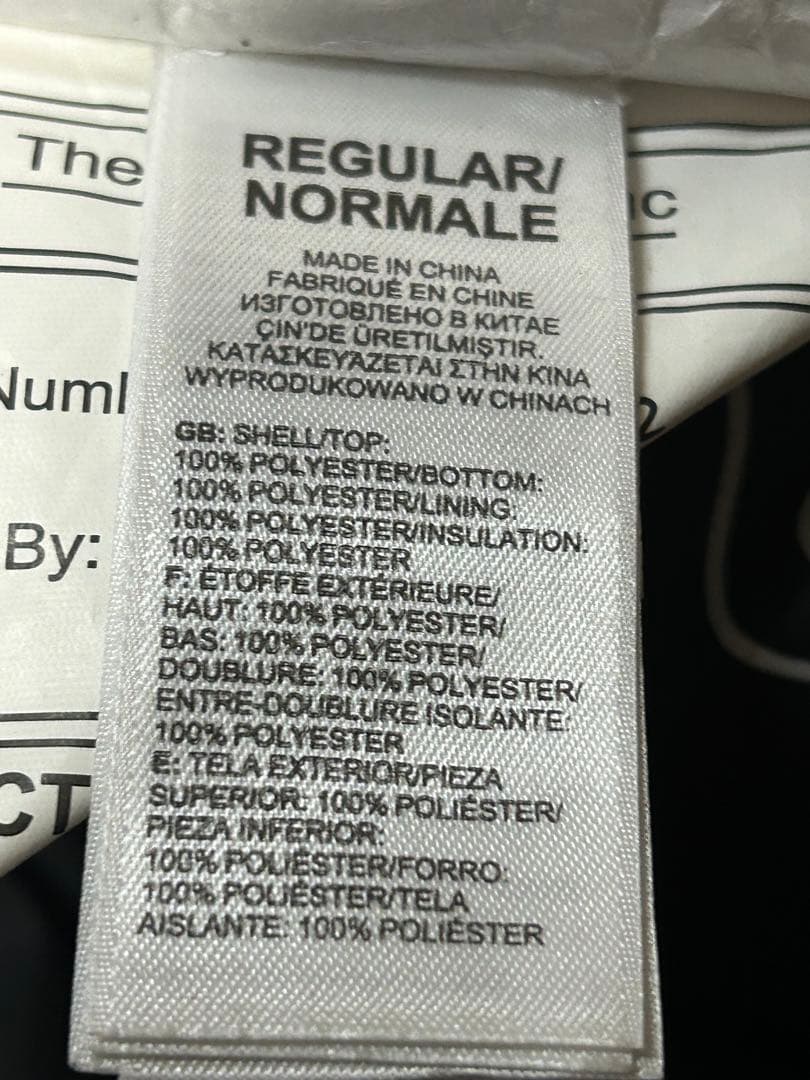 The
REGULAR/
NORMALE
MADE IN CHINA
FABRIQUÉ EN CHINE
ИЗГОТОВЛЕНО В КИТАЕ
ÇIN'DE ÜRETILMIŞTIR.
ΚΑΤΑΣΚΕΥΆΖΕΤΑΙ ΣΤΗΝ ΚΙΝΑ
WYPRODUKOWANO W CHINACH
By:
GB: SHELL/TOP:
100% POLYESTER/BOTTOM:
100% POLYESTER/LINING:
100% POLYESTER/INSULATION:
100% POLYESTER
F: ÉTOFFE EXTÉRIEURE/
HAUT: 100% POLYESTER/
BAS: 100% POLYESTER/
DOUBLURE: 100% POLYESTER/
ENTRE-DOUBLURE ISOLANTE:
100% POLYESTER
E: TELA EXTERIOR/PIEZA
SUPERIOR: 100% POLIÉSTER/
PIEZA INFERIOR:
100% POLIÉSTER/FORRO:
100% POLIÉSTER/TELA
AISLANTE: 100% POLIÉSTER